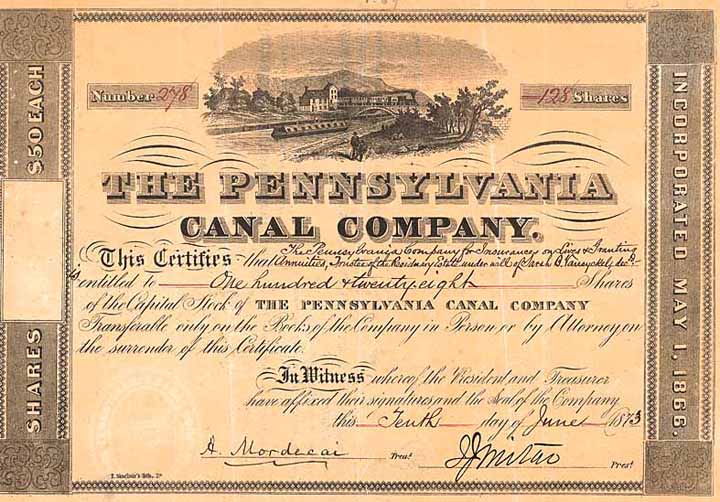 Number 278
128 Shares
THE PENNSYLVANIA
CANAL COMPANY.
This Certifies that The Pennsylvania Company for Insurances on Lives & Granting
Annuities, Trustee of the Residuary Estate under will of Sarah B. dec'd
is entitled to One hundred & twenty eight Shares
of the Capital Stock of THE PENNSYLVANIA CANAL COMPANY
Transferable only on the Books of the Company in Person or by Attorney on
the surrender of this Certificate.
In Witness whereof the President and Treasurer
have affixed their signatures and the Seal of the Company
this Tenth day of June 1873
A. Mordecai Treasr.
Prest.
$50 EACH
SHARES
INCORPORATED MAY 1, 1866.